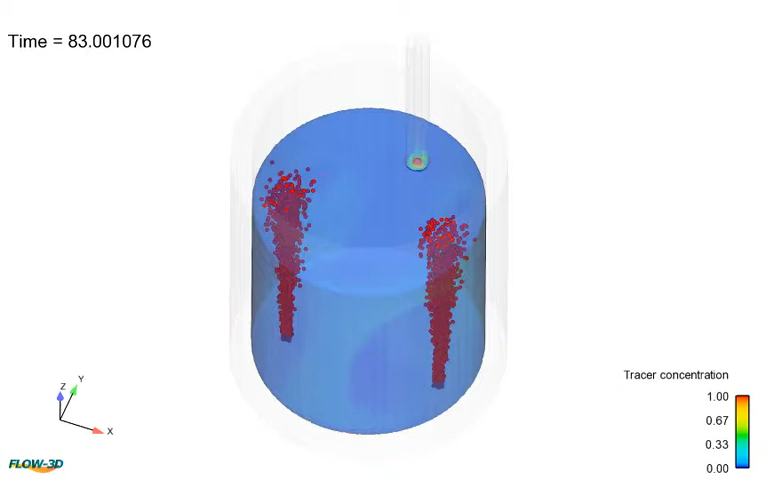 Time = 83.001076
Z
Y
X
Tracer concentration
1.00
0.67
0.33
0.00
FLOW-3D